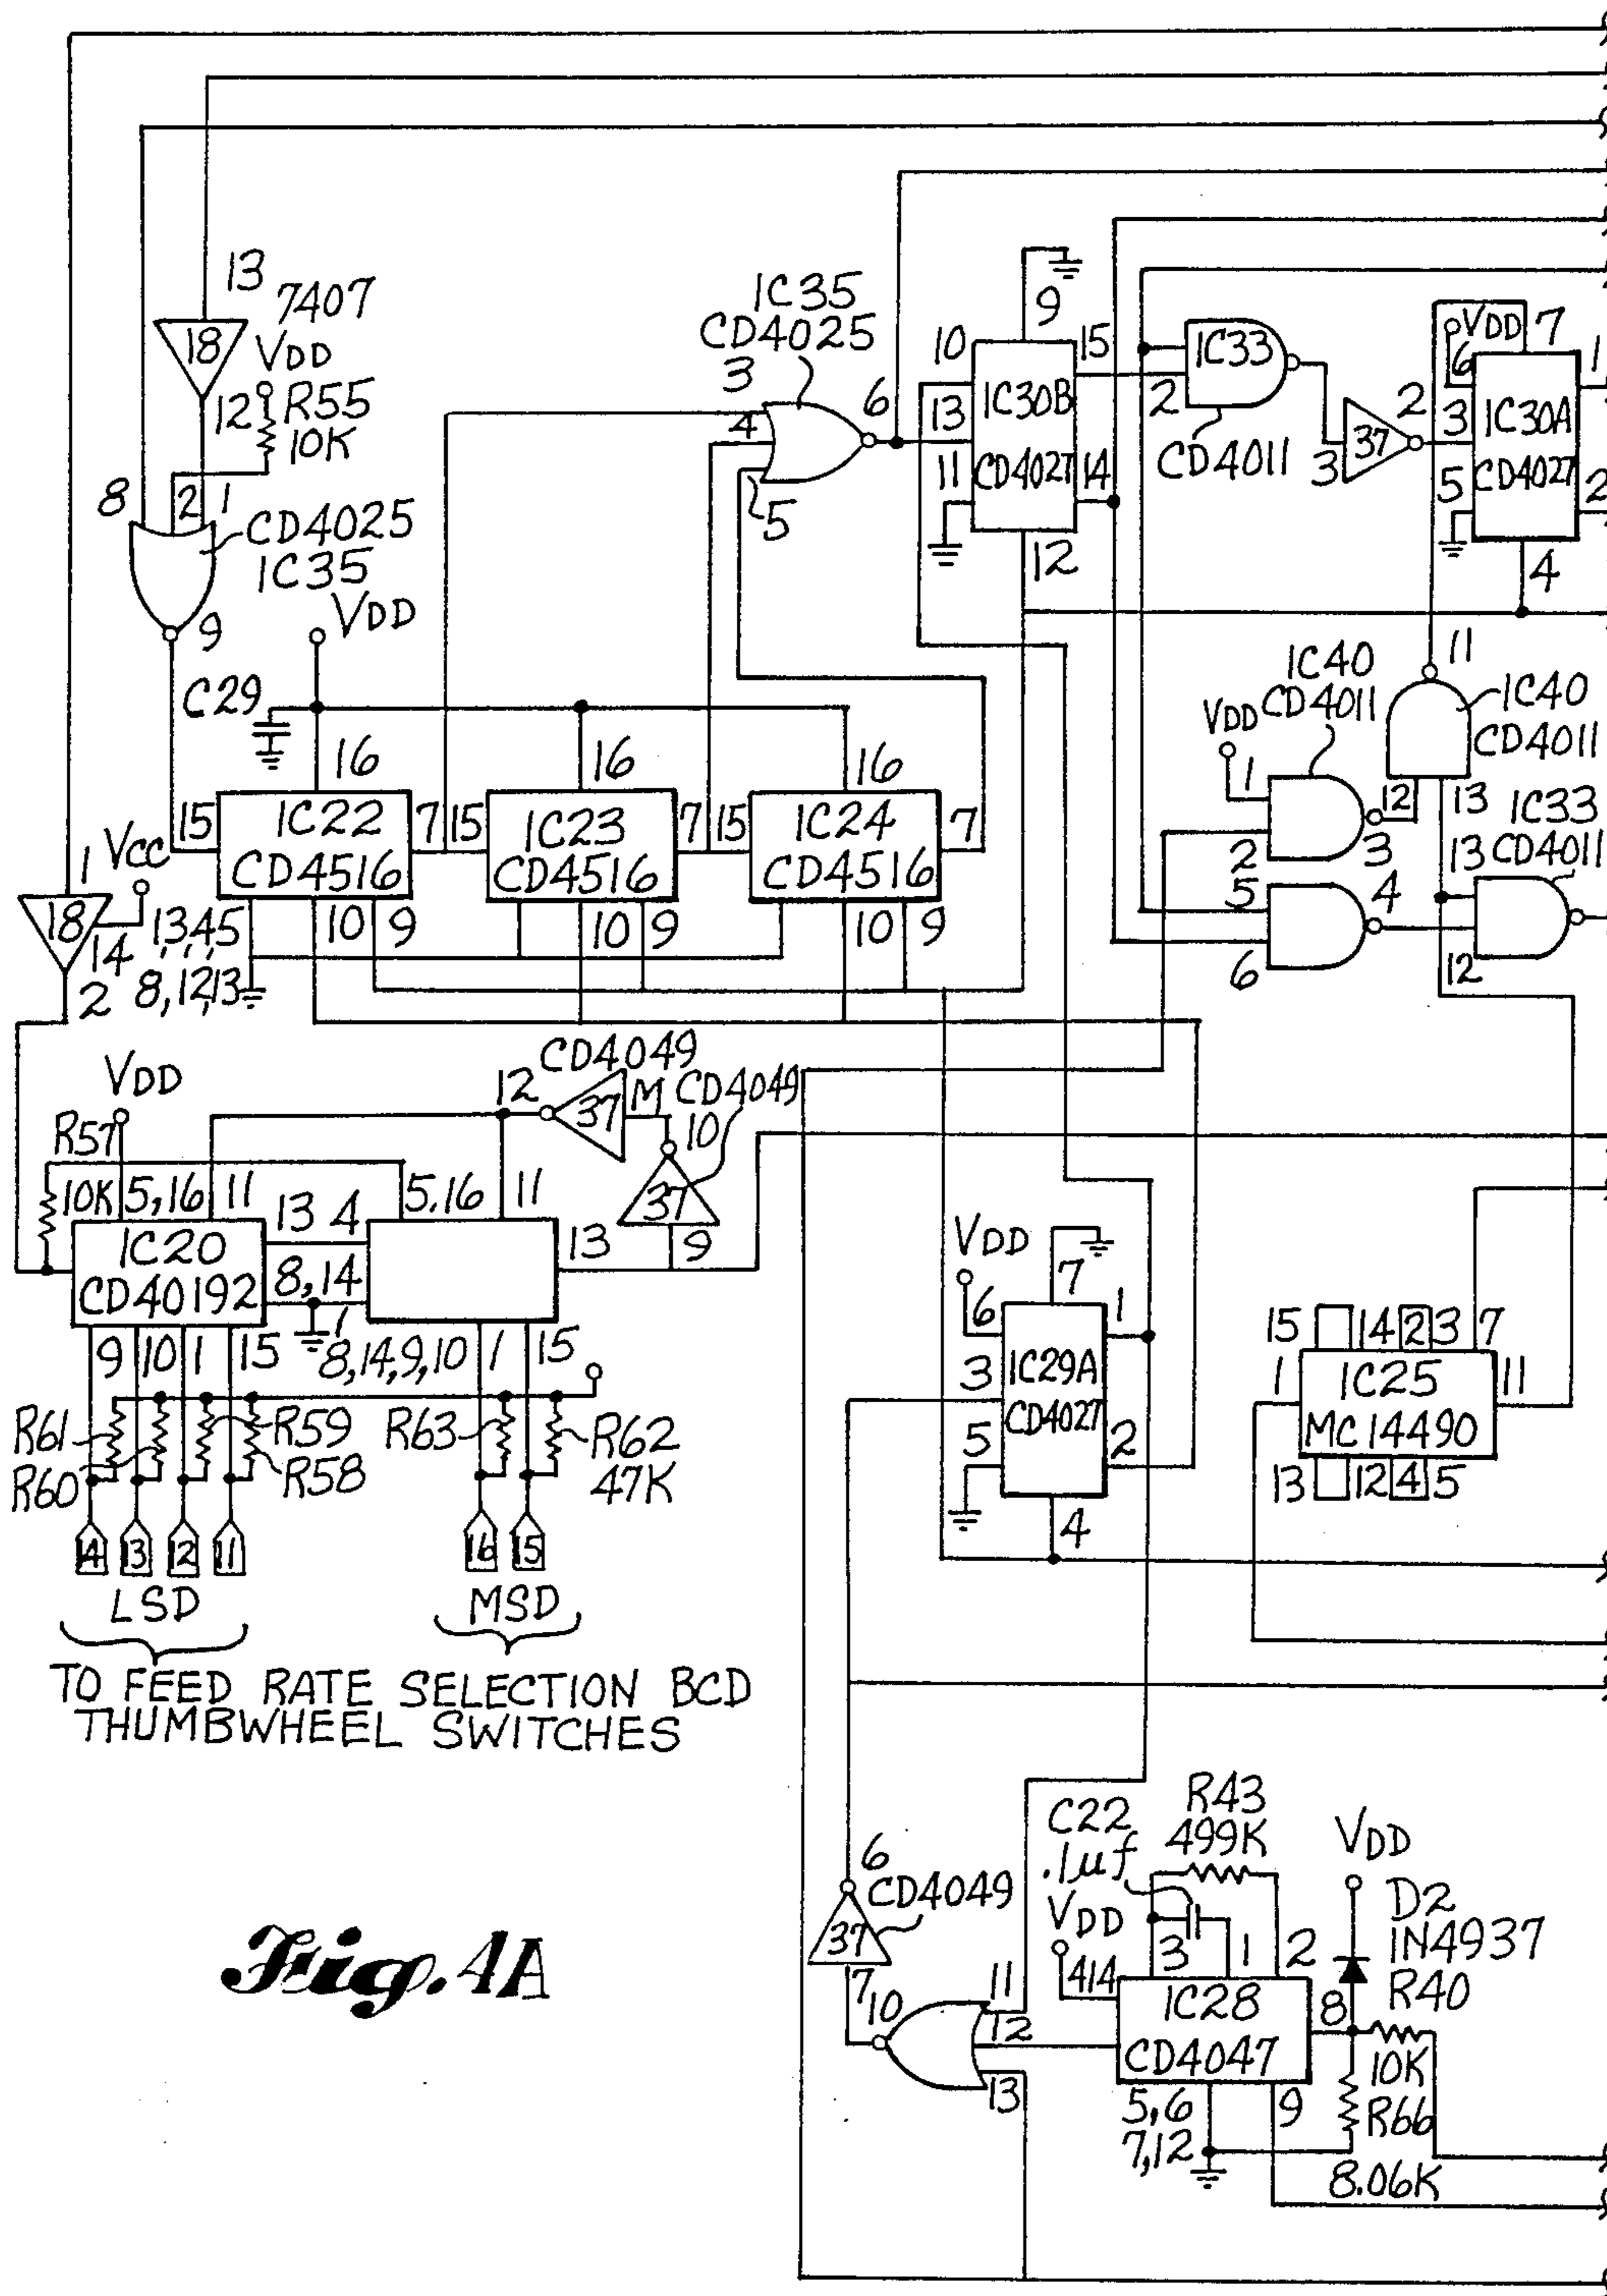 13
7407
18
VDD
12
R55
10K
8
2
1
CD4025
IC35
9
VDD
C29
16
16
16
15
IC22
CD4516
7
15
IC23
CD4516
7
15
IC24
CD4516
7
10
9
10
9
10
9
1
VCC
18
14
2
1,3,4,5
8,12,13
IC35
CD4025
3
4
5
6
9
10
15
IC30B
13
CD4027
11
14
12
IC33
2
CD4011
37
3
2
VDD
7
6
1
3
IC30A
5
CD4027
2
4
11
IC40
CD4011
IC40
CD4011
VDD
1
12
13
2
3
IC33
CD4011
13
5
4
6
12
VDD
R57
10K
5,16
11
IC20
CD40192
13
4
8,14
1
5,16
11
13
12
CD4049
37
CD4049
10
37
9
9
10
1
15
8,14,9,10
1
15
R61
R60
R59
R58
R63
R62
47K
14
13
12
11
16
15
LSD
MSD
TO FEED RATE SELECTION BCD
THUMBWHEEL SWITCHES
VDD
7
6
1
IC29A
3
CD4027
5
2
4
15
14
2
3
7
1
IC25
MC14490
11
13
12
4
5
6
CD4049
37
7
10
11
12
13
C22
.1uf
R43
499K
VDD
VDD
D2
IN4937
R40
10K
R66
8.06K
3
1
2
414
IC28
CD4047
8
5,6
7,12
9
Fig. 4A